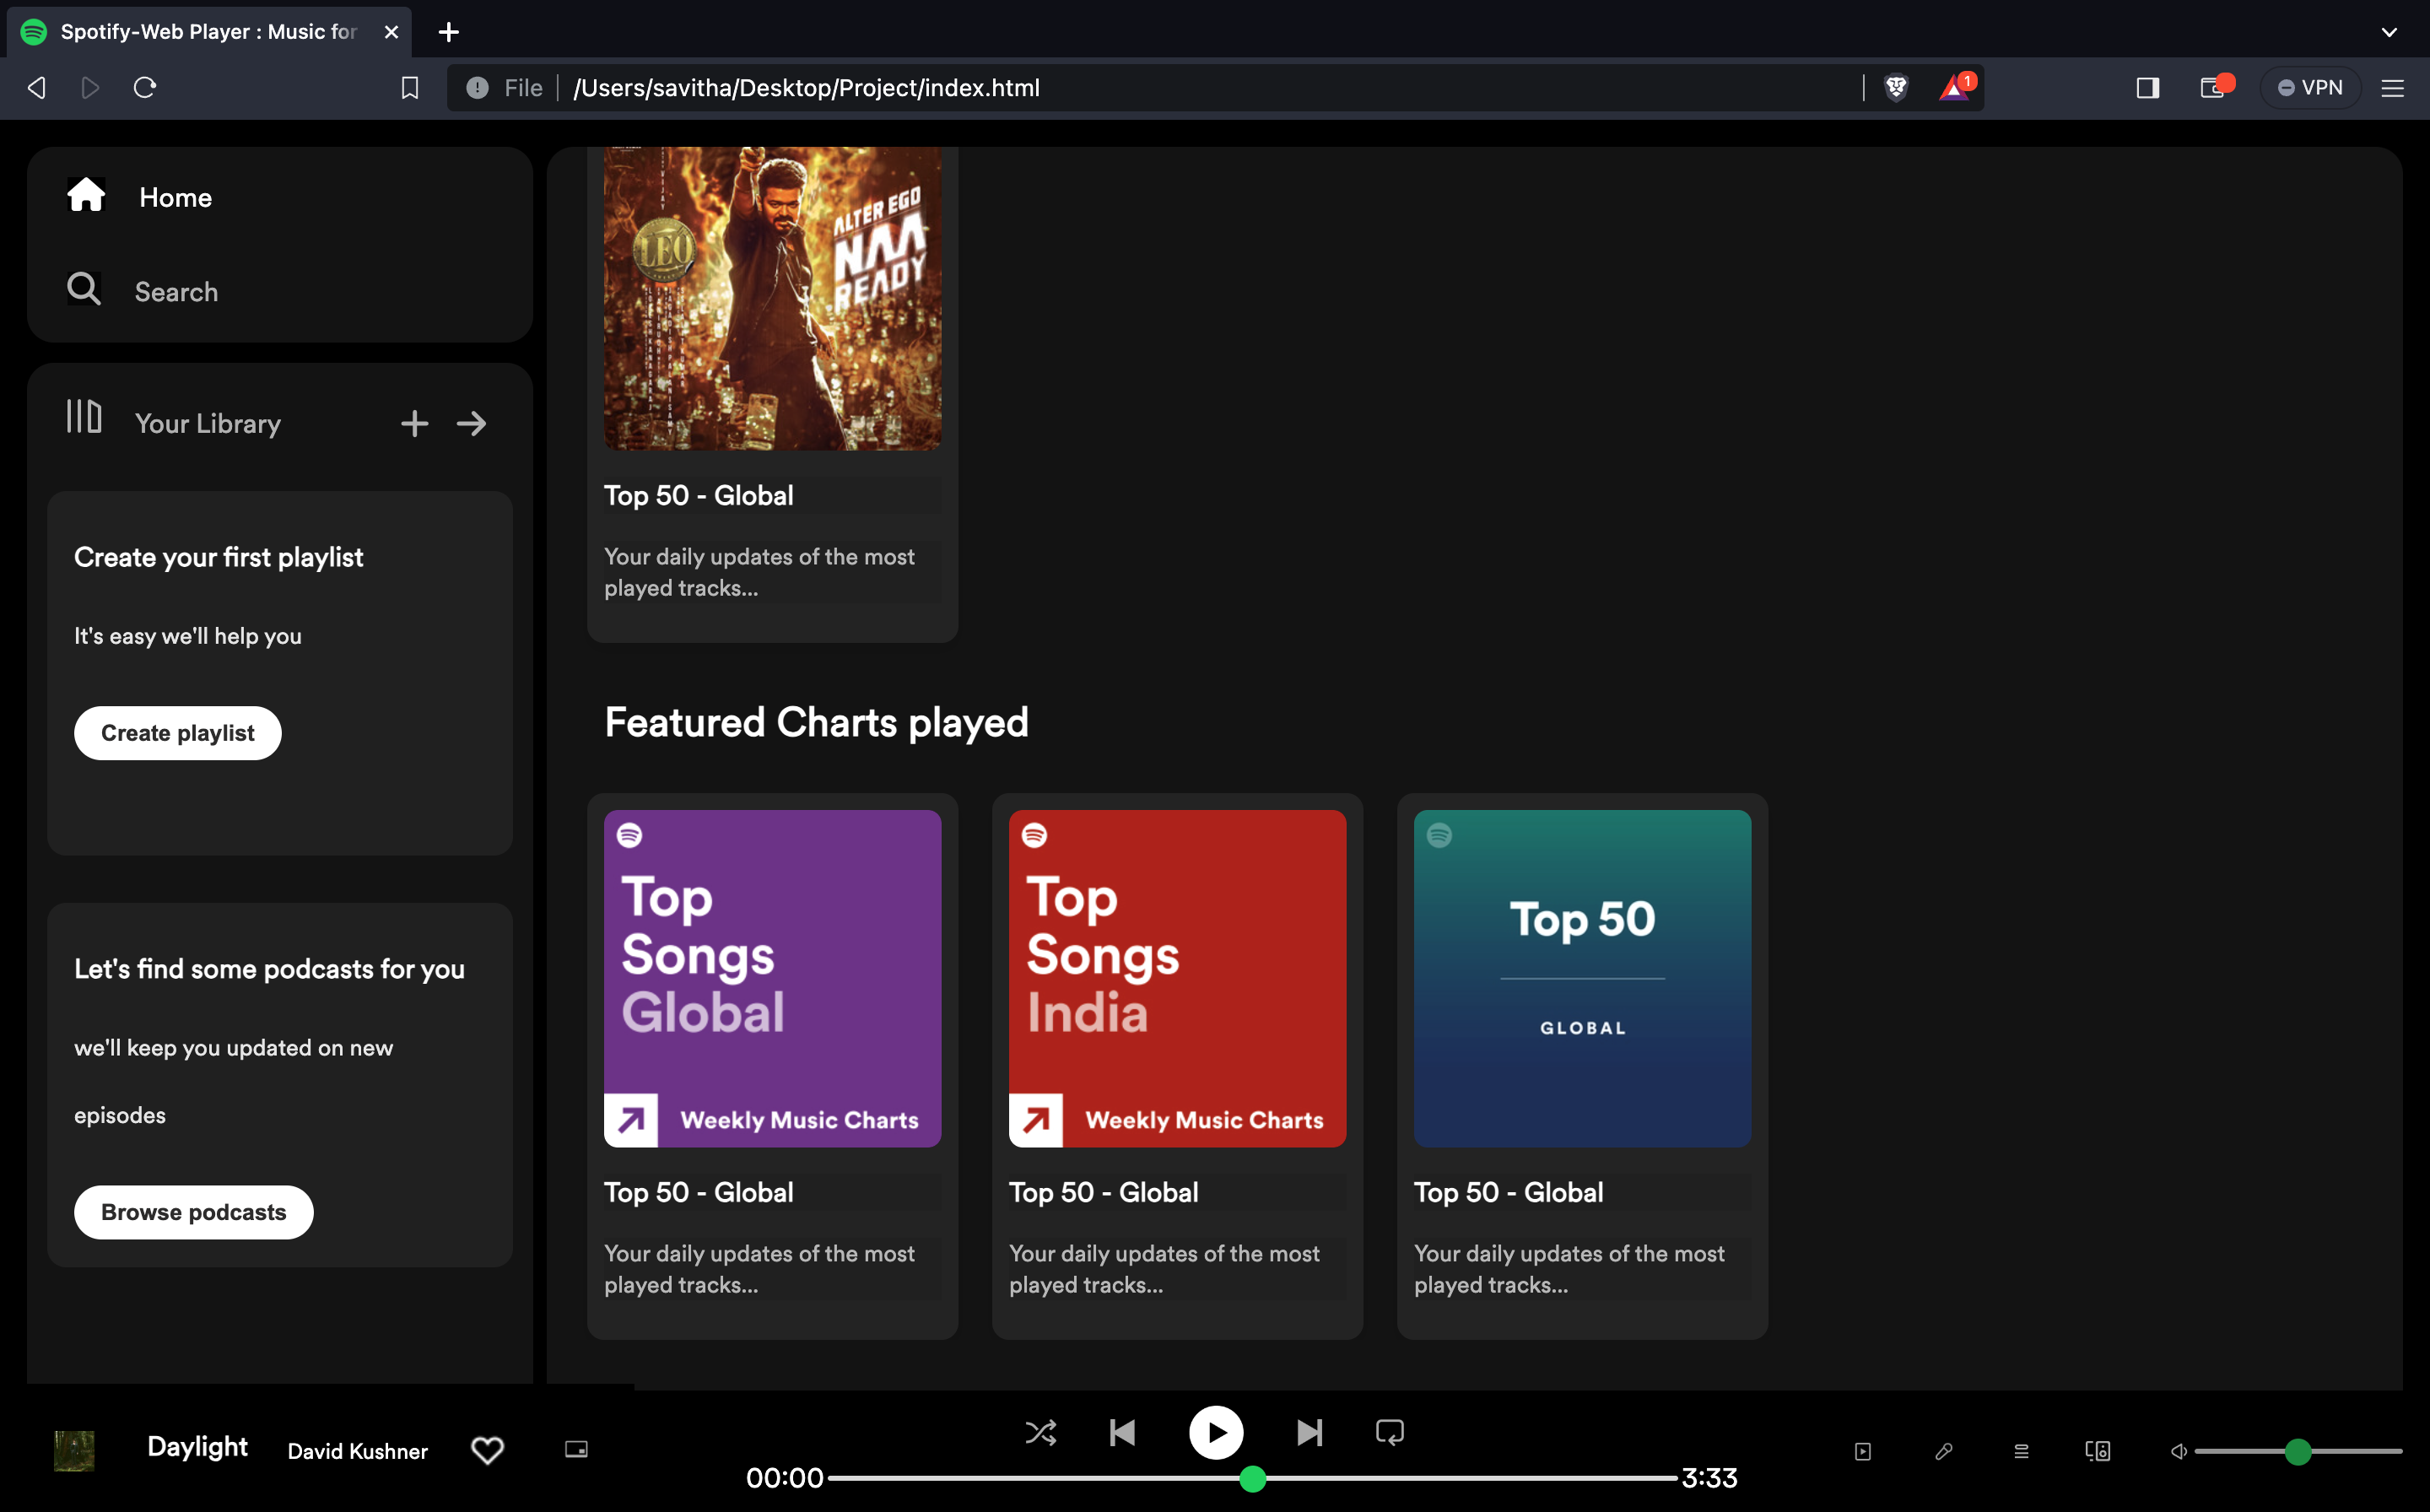 Spotify-Web Player : Music for
File /Users/savitha/Desktop/Project/index.html
1
VPN
Home
Search
Your Library
Create your first playlist
It's easy we'll help you
Create playlist
Let's find some podcasts for you
we'll keep you updated on new
episodes
Browse podcasts
LEO
ALTER EGO
NAA
READY
Top 50 - Global
Your daily updates of the most
played tracks...
Featured Charts played
Top
Songs
Global
Weekly Music Charts
Top 50 - Global
Your daily updates of the most
played tracks...
Top
Songs
India
Weekly Music Charts
Top 50 - Global
Your daily updates of the most
played tracks...
Top 50
GLOBAL
Top 50 - Global
Your daily updates of the most
played tracks...
Daylight
David Kushner
00:00
3:33